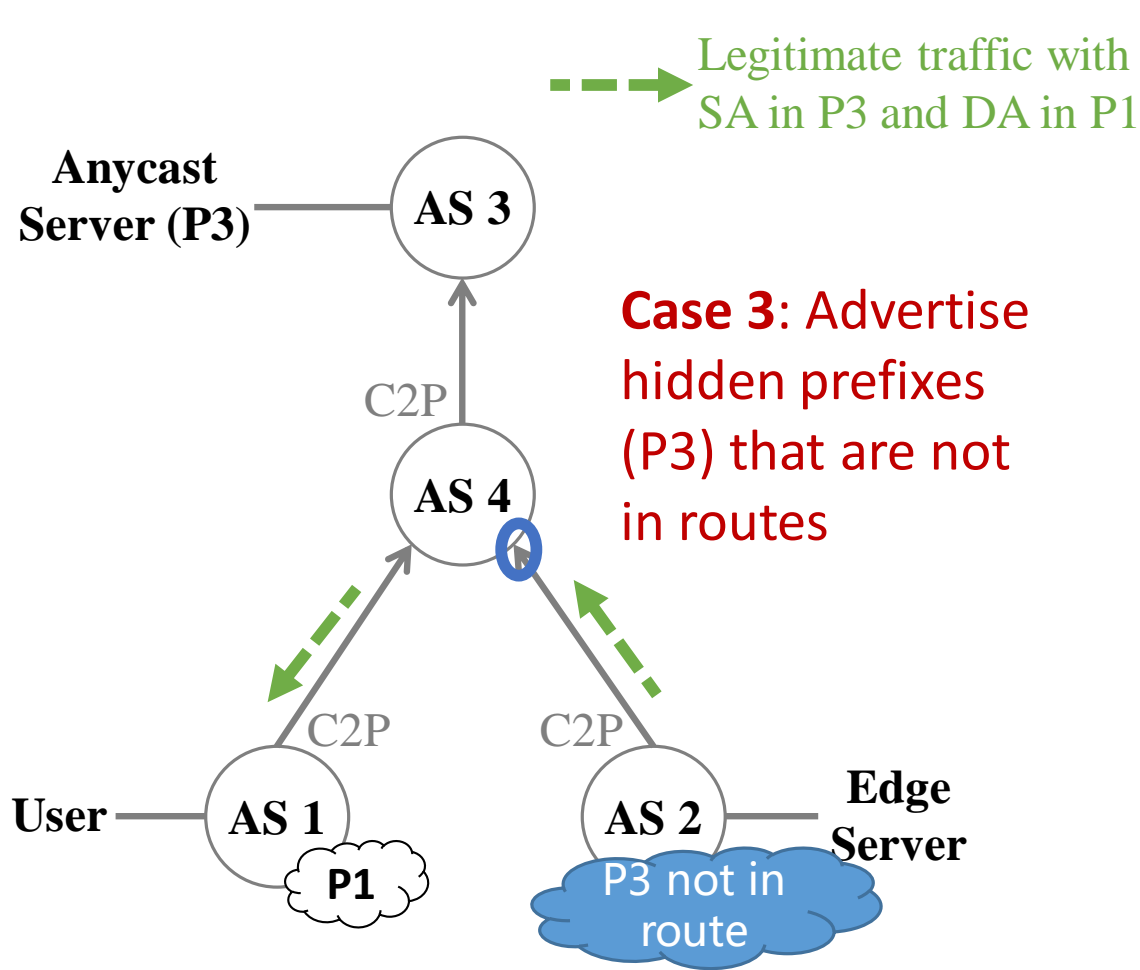 Legitimate traffic with
SA in P3 and DA in P1
Anycast
Server (P3)
AS 3
Case 3: Advertise
hidden prefixes
(P3) that are not
in routes
C2P
AS 4
C2P
C2P
User
AS 1
AS 2
Edge
Server
P1
P3 not in
route